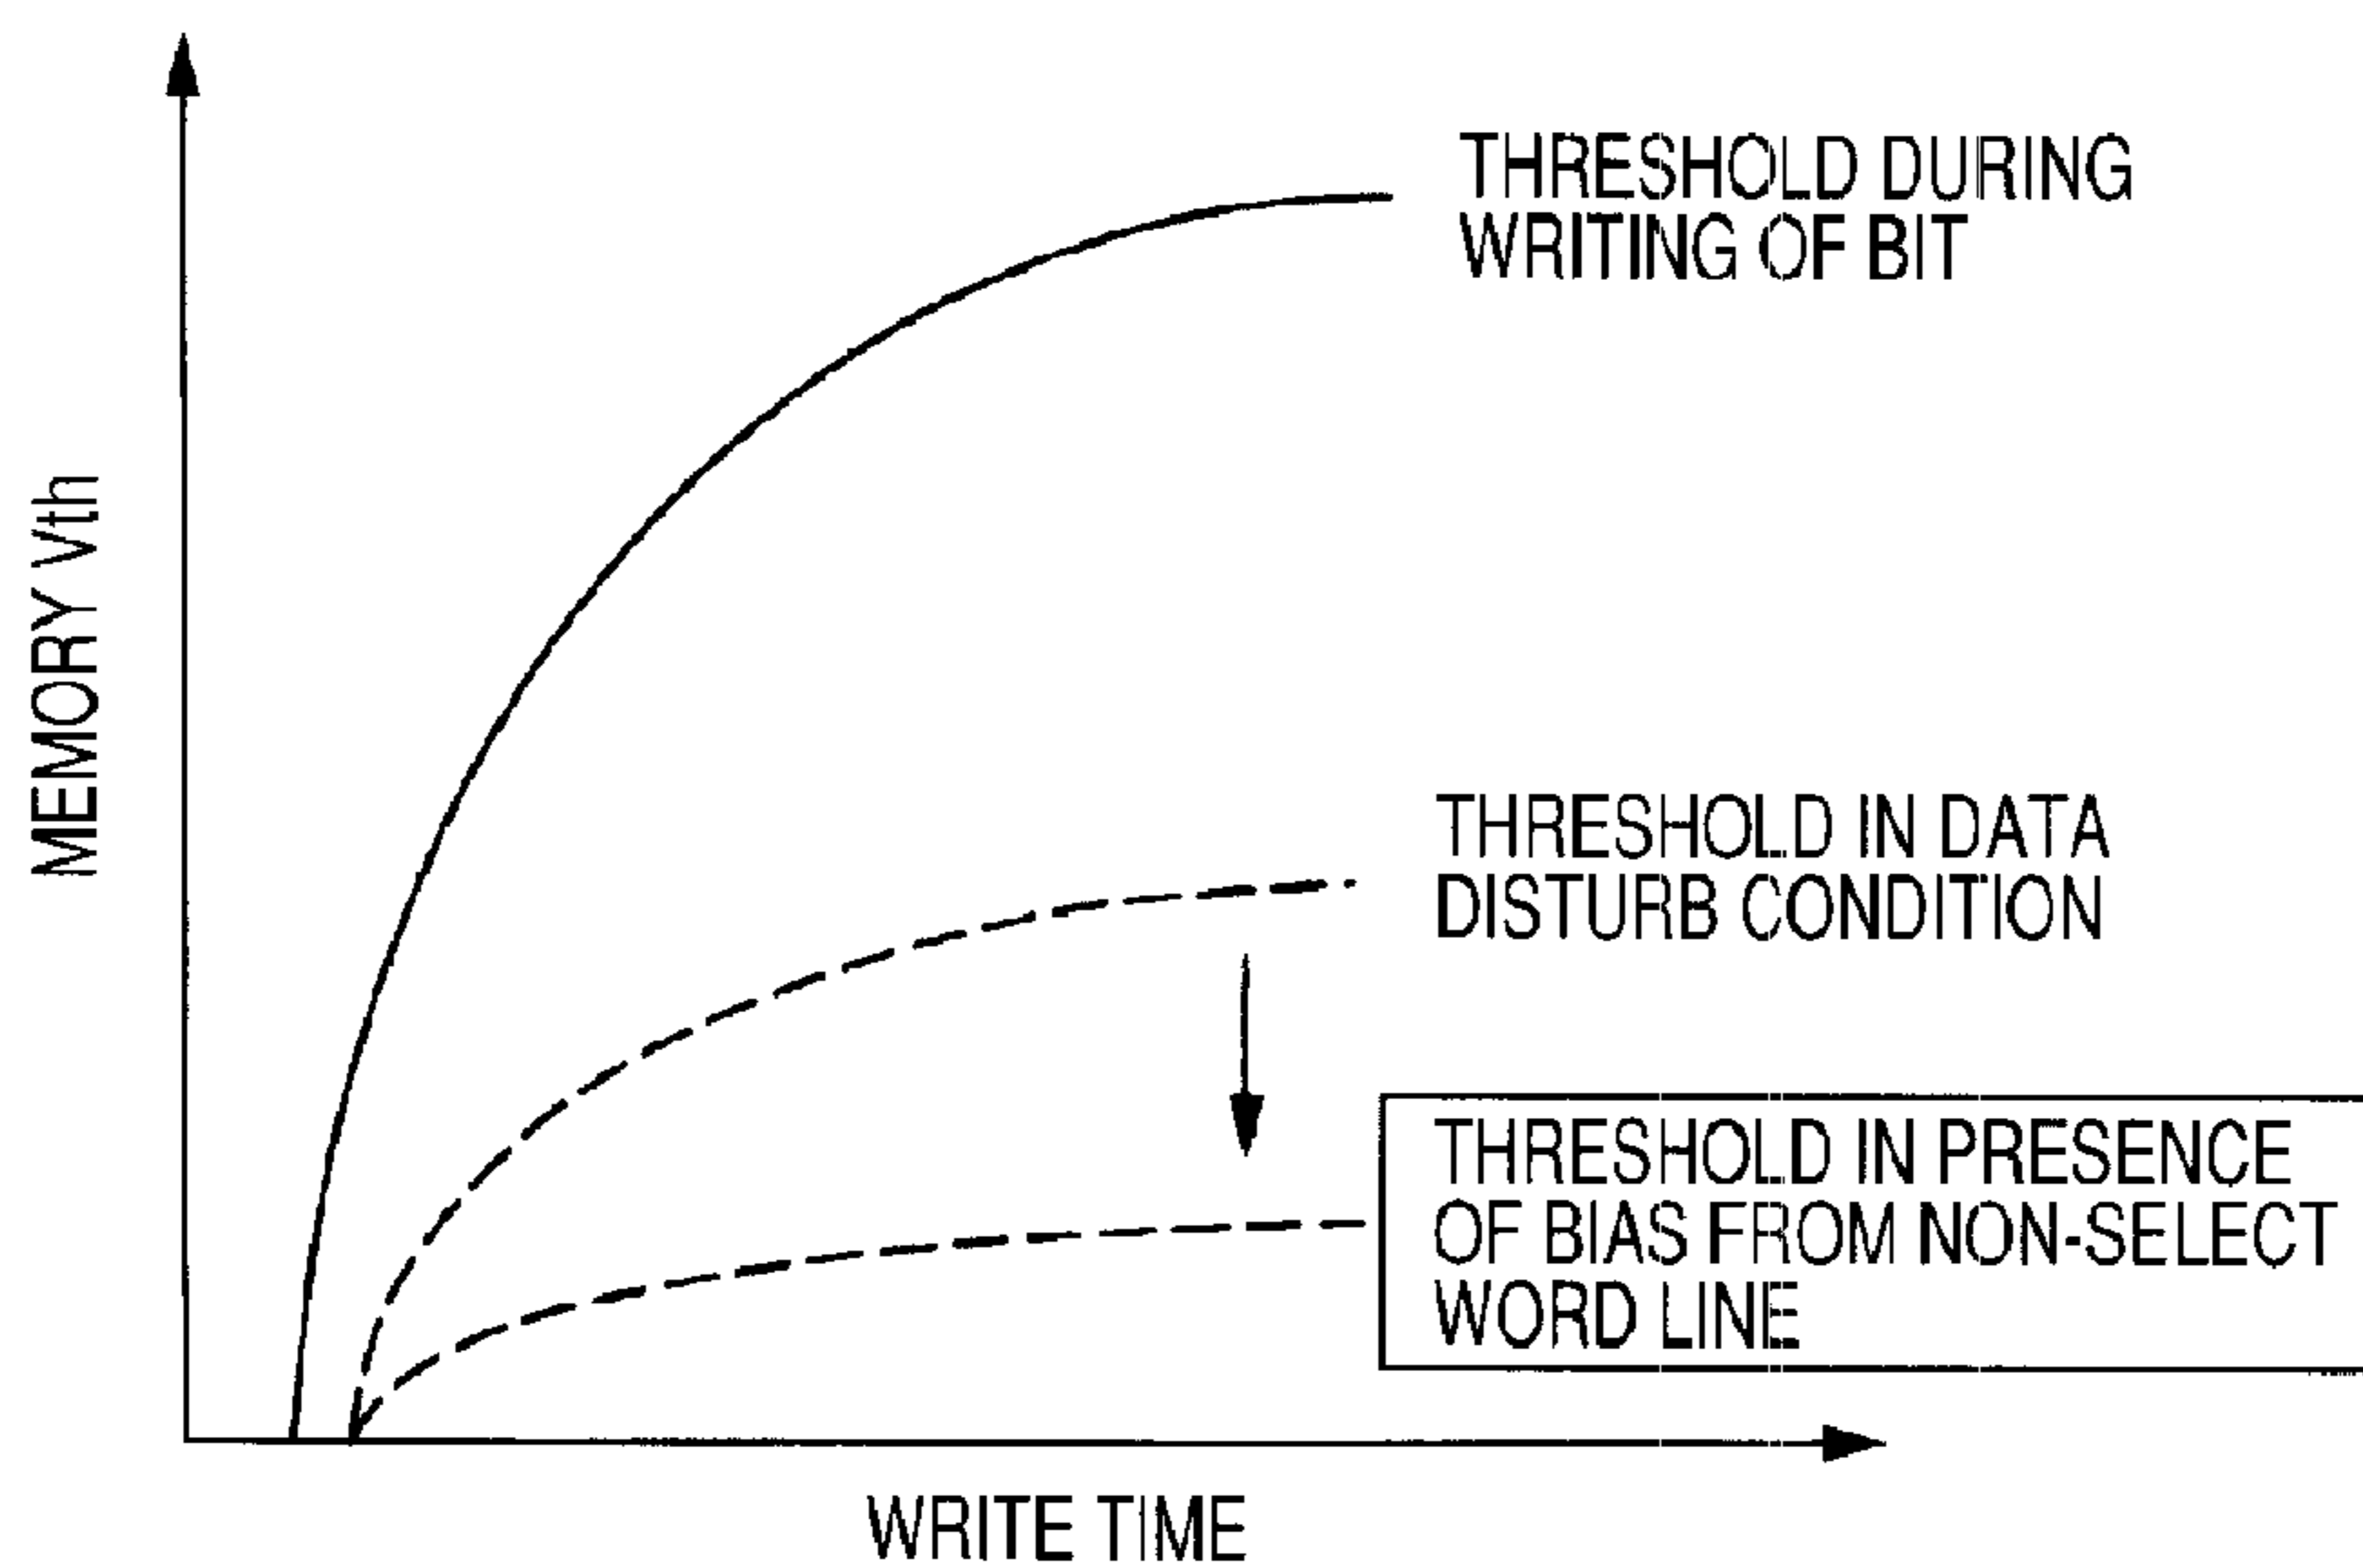 MEMORY Vth
THRESHOLD DURING
WRITING OF BIT
THRESHOLD IN DATA
DISTURB CONDITION
THRESHOLD IN PRESENCE
OF BIAS FROM NON-SELECT
WORD LINE
WRITE TIME